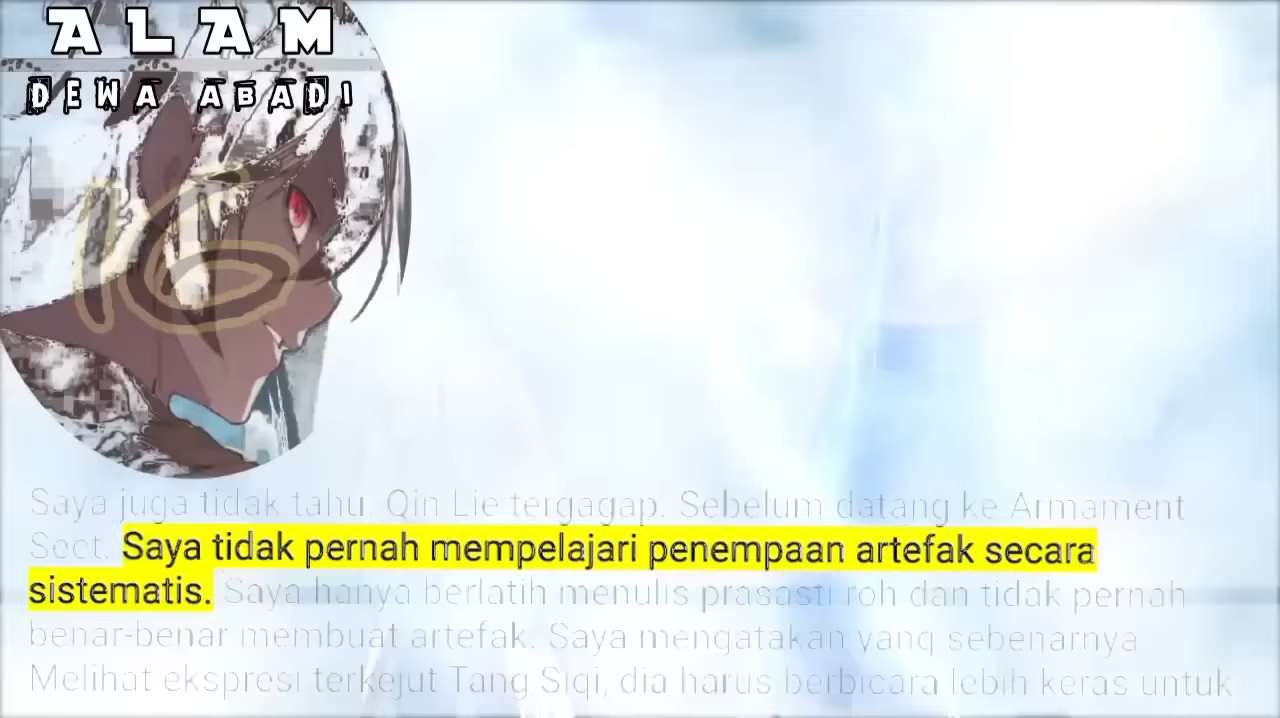 ALAM
DEWA ABADI
16
Saya juga tidak tahu. Qin Lie tergagap. Sebelum datang ke Armament
Sect. Saya tidak pernah mempelajari penempaan artefak secara
sistematis. Saya hanya berlatih menulis prasasti roh dan tidak pernah
benar-benar membuat artefak. Saya mengatakan yang sebenarnya
Melihat ekspresi terkejut Tang Siqi, dia harus berbicara lebih keras untuk